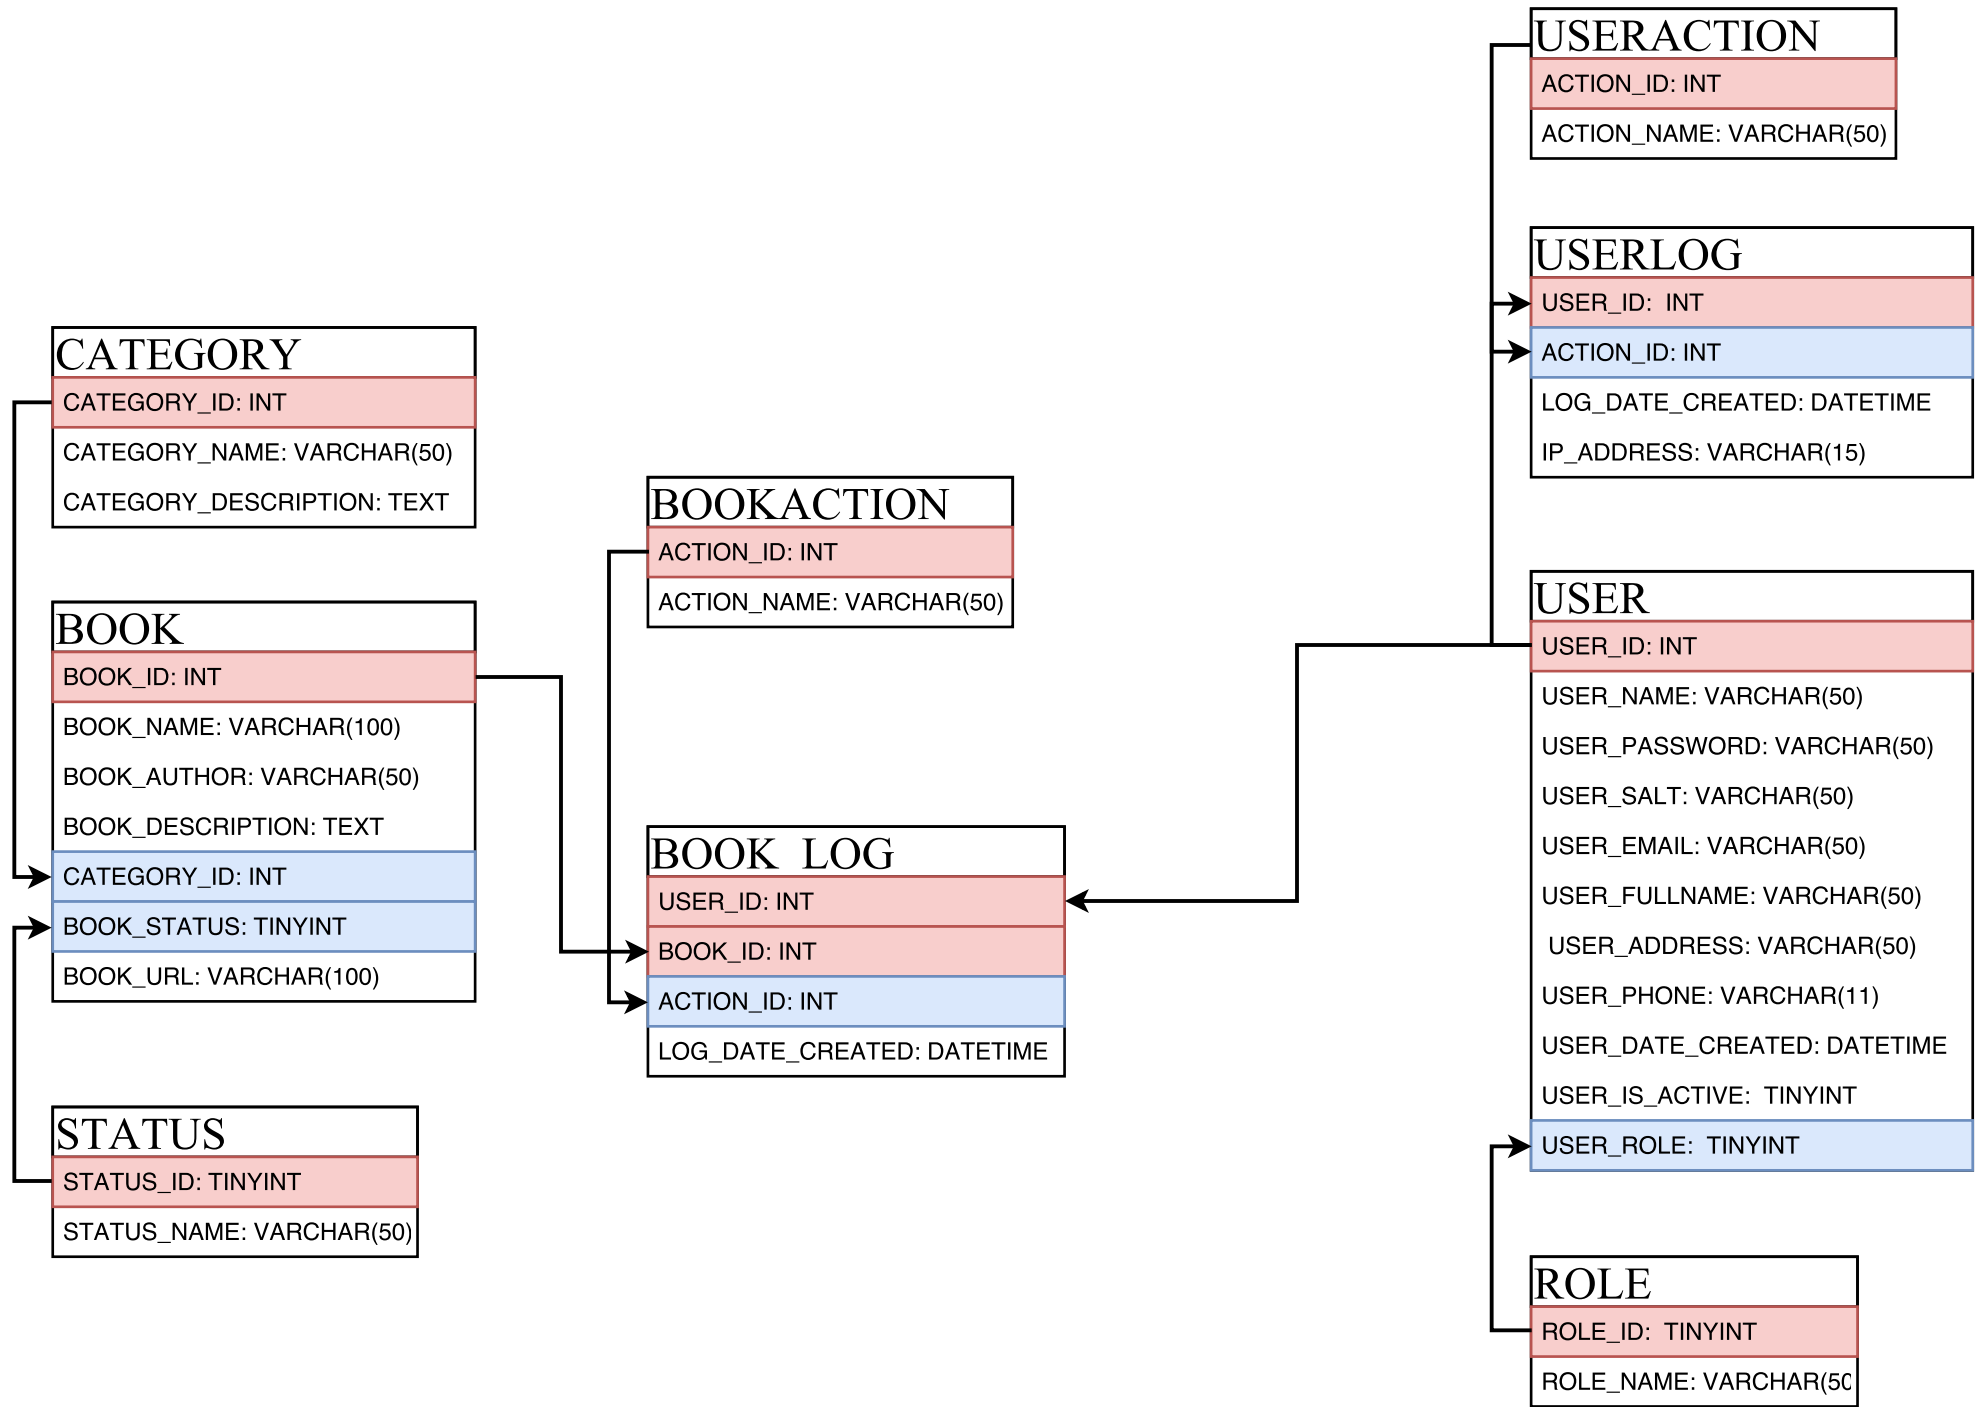 USERACTION
ACTION_ID: INT
ACTION_NAME: VARCHAR(50)
USERLOG
USER_ID: INT
ACTION_ID: INT
LOG_DATE_CREATED: DATETIME
IP_ADDRESS: VARCHAR(15)
CATEGORY
CATEGORY_ID: INT
CATEGORY_NAME: VARCHAR(50)
CATEGORY_DESCRIPTION: TEXT
BOOKACTION
ACTION_ID: INT
ACTION_NAME: VARCHAR(50)
BOOK
BOOK_ID: INT
BOOK_NAME: VARCHAR(100)
BOOK_AUTHOR: VARCHAR(50)
BOOK_DESCRIPTION: TEXT
CATEGORY_ID: INT
BOOK_STATUS: TINYINT
BOOK_URL: VARCHAR(100)
USER
USER_ID: INT
USER_NAME: VARCHAR(50)
USER_PASSWORD: VARCHAR(50)
USER_SALT: VARCHAR(50)
USER_EMAIL: VARCHAR(50)
USER_FULLNAME: VARCHAR(50)
USER_ADDRESS: VARCHAR(50)
USER_PHONE: VARCHAR(11)
USER_DATE_CREATED: DATETIME
USER_IS_ACTIVE: TINYINT
USER_ROLE: TINYINT
BOOK LOG
USER_ID: INT
BOOK_ID: INT
ACTION_ID: INT
LOG_DATE_CREATED: DATETIME
STATUS
STATUS_ID: TINYINT
STATUS_NAME: VARCHAR(50)
ROLE
ROLE_ID: TINYINT
ROLE_NAME: VARCHAR(50